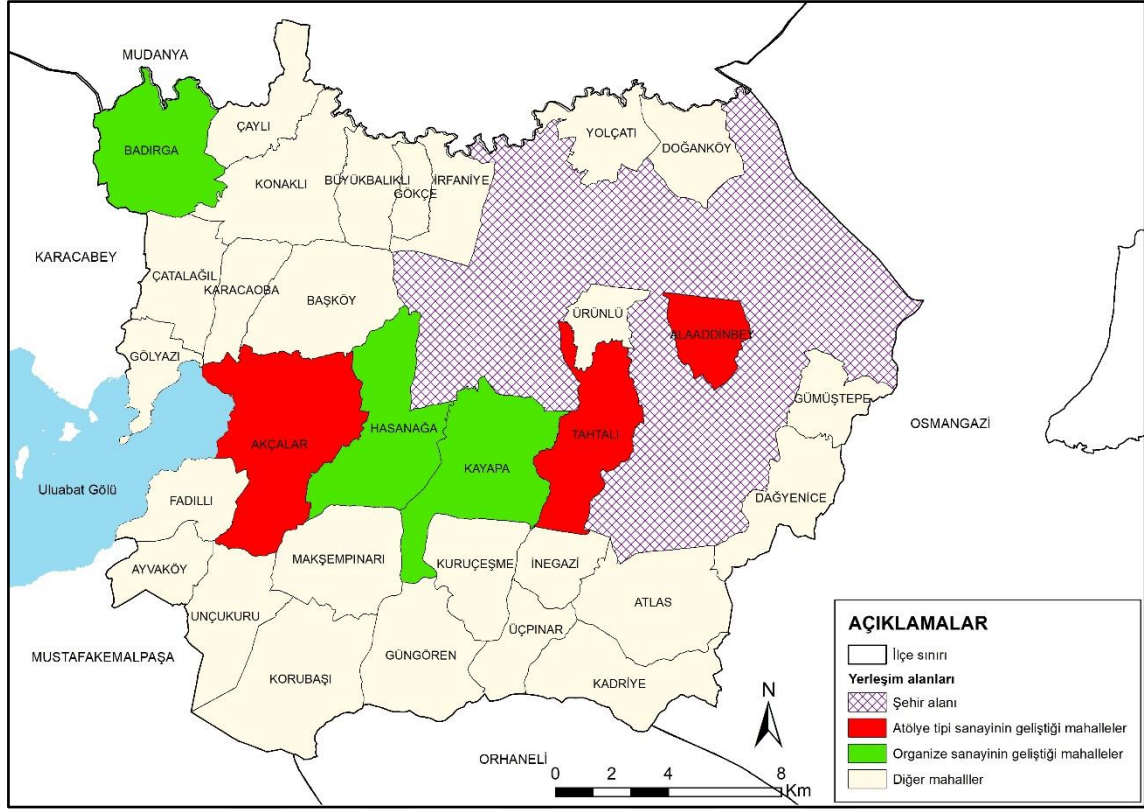 MUDANYA
YOLÇATI
ÇAYLI
DOĞANKÖY
BADIRGA
KONAKLI
BÜYÜKBALIKLI
GÖKÇE
İRFANİYE
KARACABEY
ÇATALAĞIL
KARACAOBA
BAŞKÖY
ÜRÜNLÜ
ALAADDİNBEY
GÖLYAZI
GÜMÜŞTEPE
HASANAĞA
TAHTALI
OSMANGAZİ
AKÇALAR
KAYAPA
Uluabat Gölü
FADILLI
DAĞYENİCE
MAKŞEMPINARI
KURUÇEŞME
İNEGAZİ
AYVAKÖY
ATLAS
UNÇUKURU
ÜÇPINAR
MUSTAFAKEMALPAŞA
GÜNGÖREN
KORUBAŞI
KADRİYE
ORHANELİ
N
0 2 4 8
Km
AÇIKLAMALAR
İlçe sınırı
Yerleşim alanları
Şehir alanı
Atölye tipi sanayinin geliştiği mahalleler
Organize sanayinin geliştiği mahalleler
Diğer mahalller